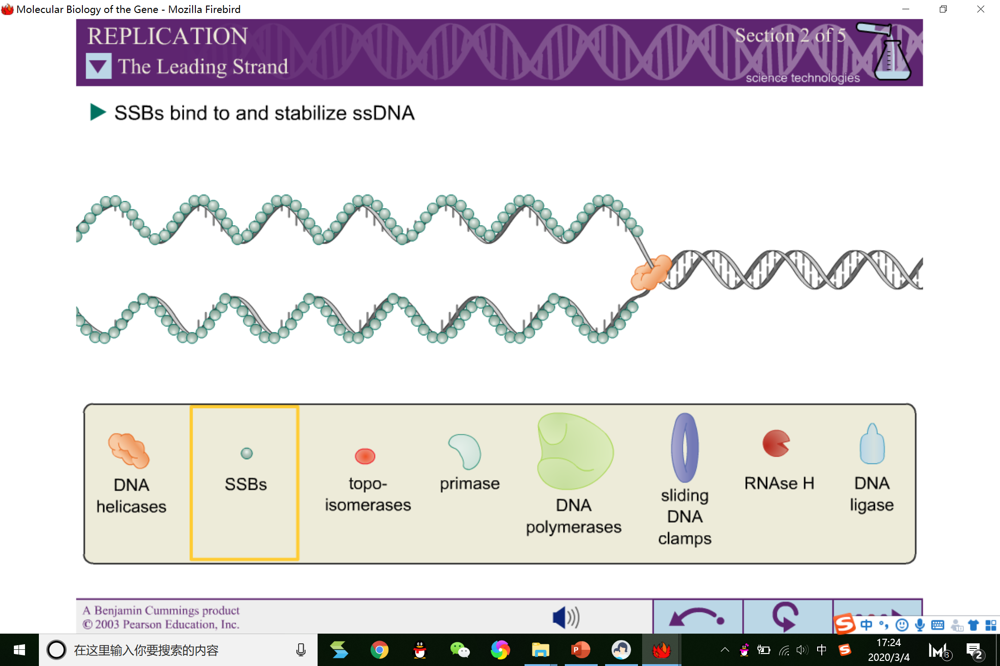 Molecular Biology of the Gene - Mozilla Firebird
REPLICATION
Section 2 of 5
The Leading Strand
science technologies
SSBs bind to and stabilize ssDNA
DNA
helicases
SSBs
topo-
isomerases
primase
DNA
polymerases
sliding
DNA
clamps
RNAse H
DNA
ligase
A Benjamin Cummings product
© 2003 Pearson Education, Inc.
中
在这里输入你要搜索的内容
中
17:24
2020/3/4
3
2